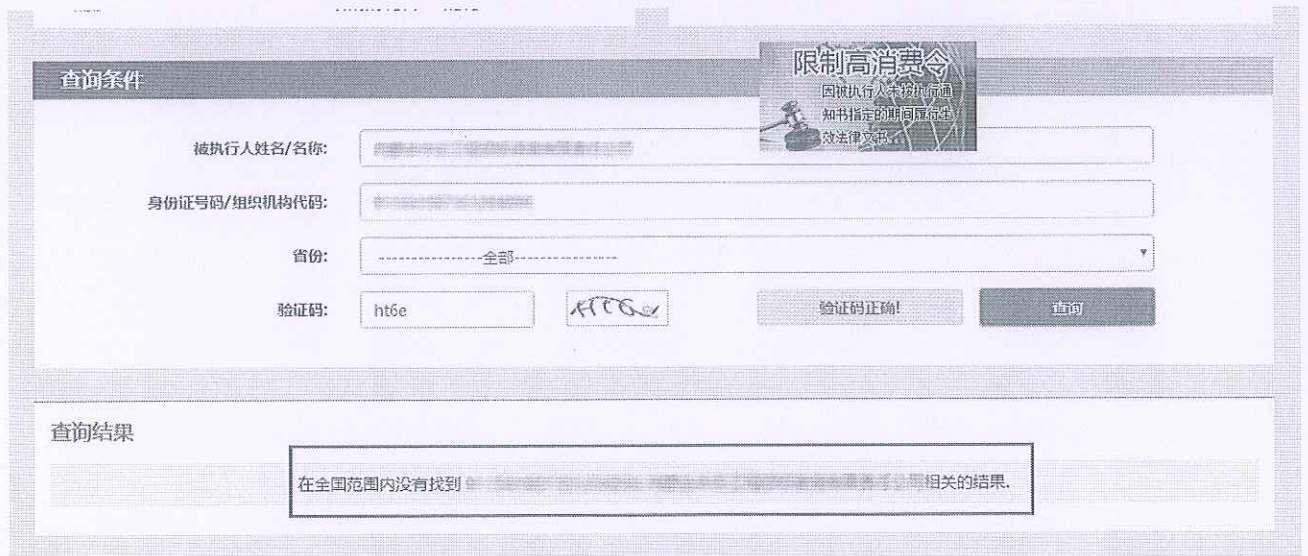 查询条件
限制高消费令
因被执行人未按执行通
知书指定的期间履行生
效法律文书
被执行人姓名/名称:
身份证号码/组织机构代码:
省份:
-----------------全部-----------------
验证码:
ht6e
验证码正确!
查询
查询结果
在全国范围内没有找到
相关的结果.